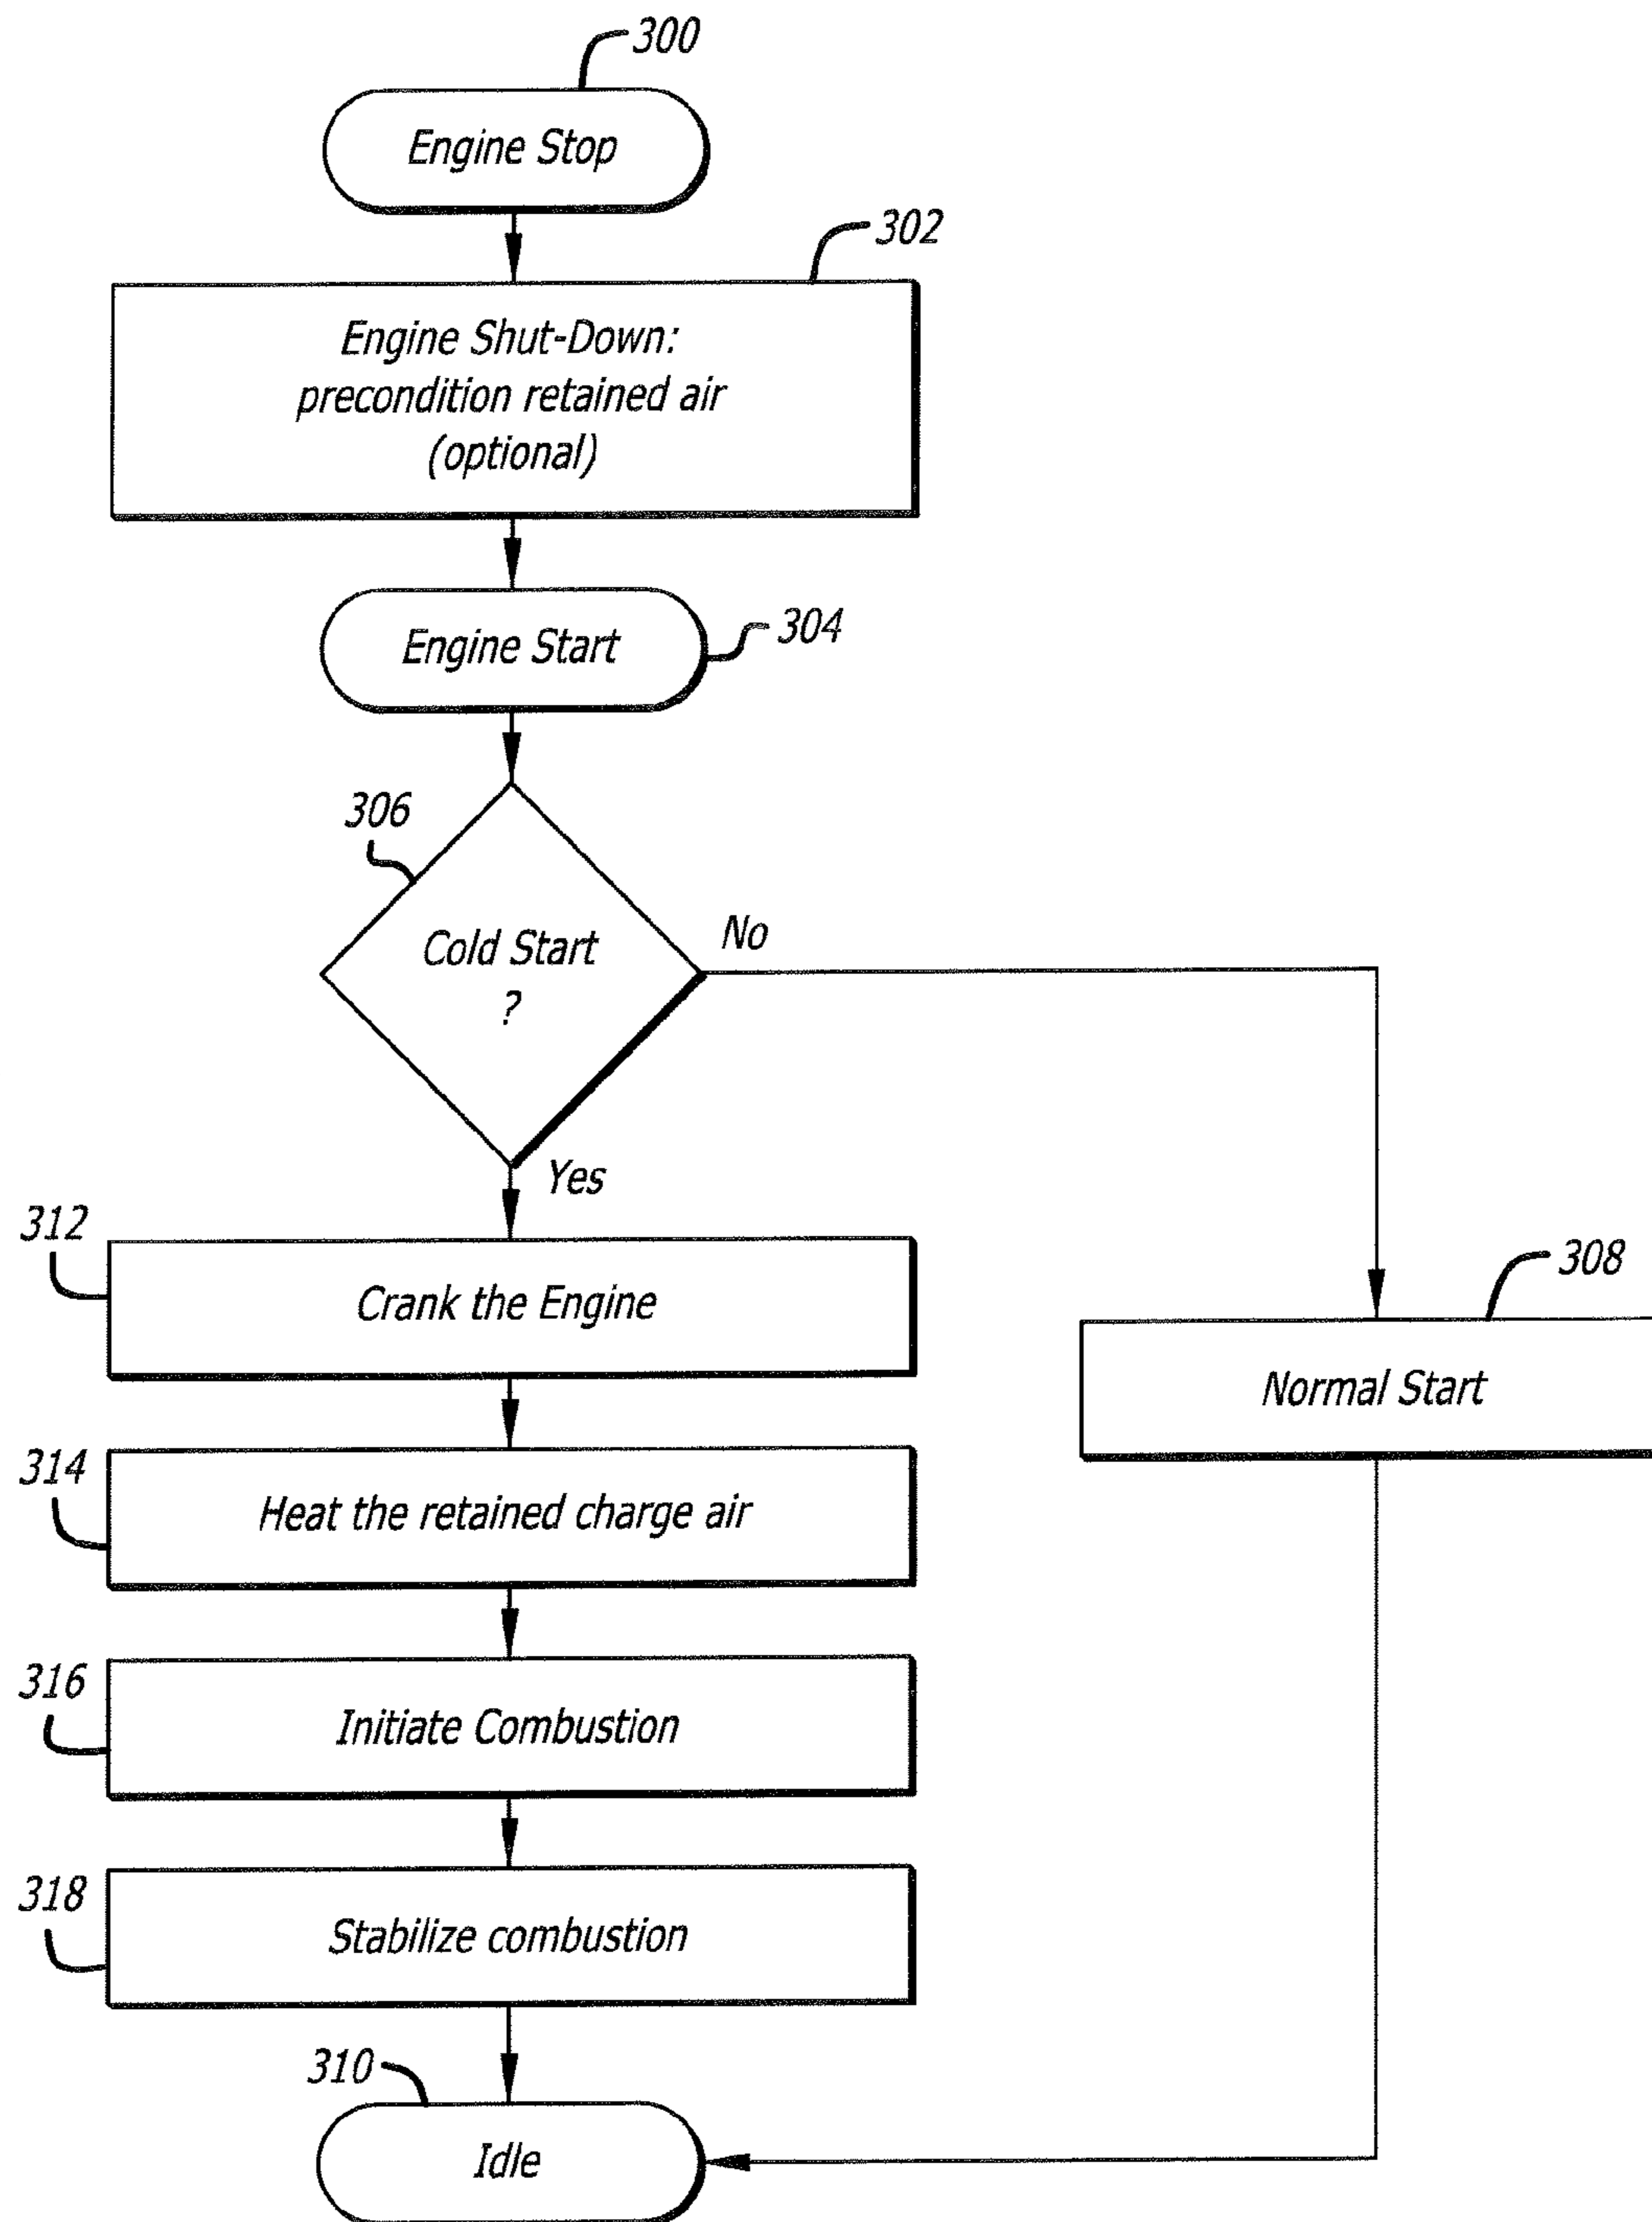 300
Engine Stop
302
Engine Shut-Down:
precondition retained air
(optional)
Engine Start
304
306
Cold Start
?
No
Yes
312
Crank the Engine
308
Normal Start
314
Heat the retained charge air
316
Initiate Combustion
318
Stabilize combustion
310
Idle